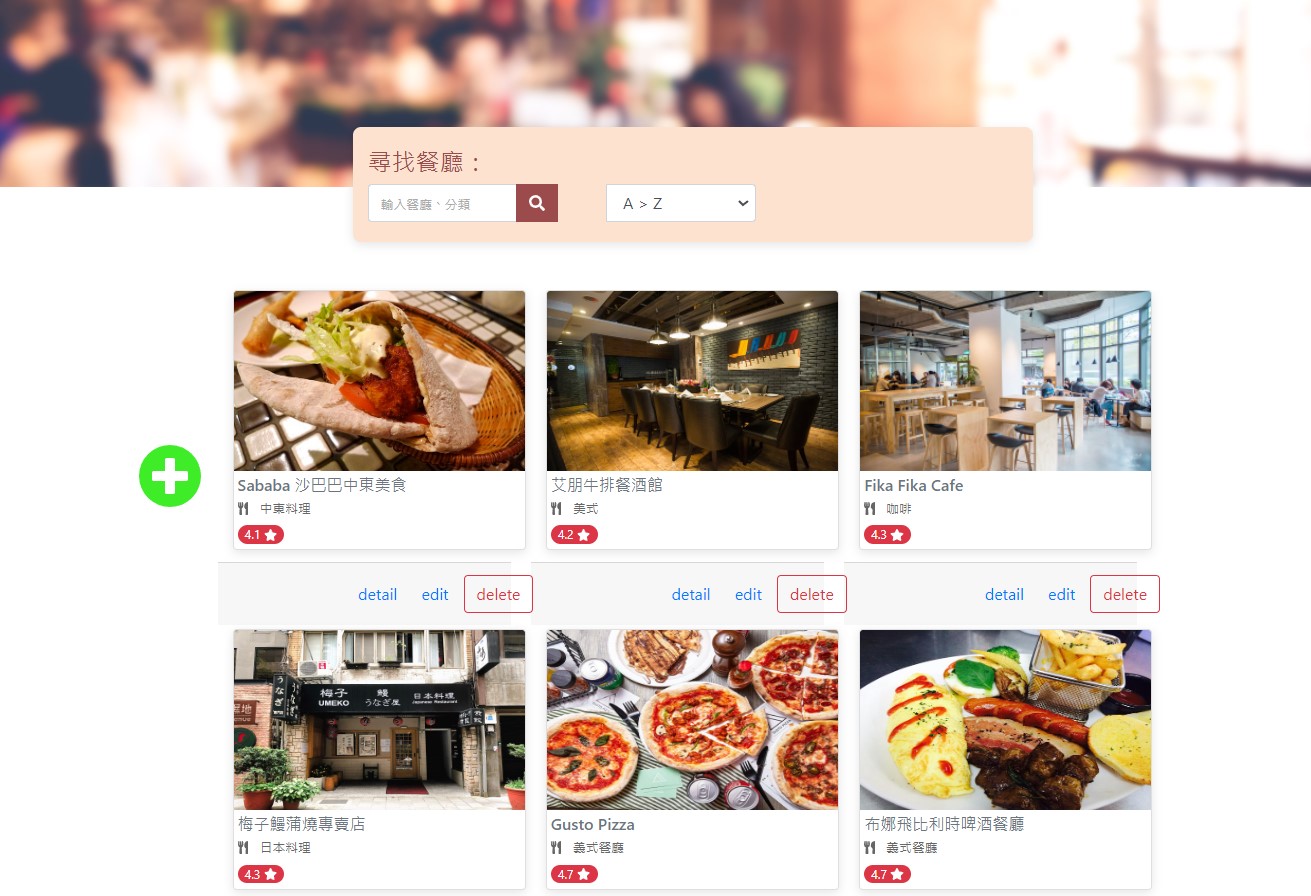 尋找餐廳：
輸入餐廳、分類
A > Z
Sababa 沙巴巴中東美食
中東料理
4.1
艾朋牛排餐酒館
美式
4.2
Fika Fika Cafe
咖啡
4.3
detail edit delete
detail edit delete
detail edit delete
梅子 鰻 日本料理
UMEKO うなぎ屋 Japanese Restaurant
うなぎ
梅子鰻蒲燒專賣店
日本料理
4.3
Gusto Pizza
義式餐廳
4.7
布娜飛比利時啤酒餐廳
義式餐廳
4.7